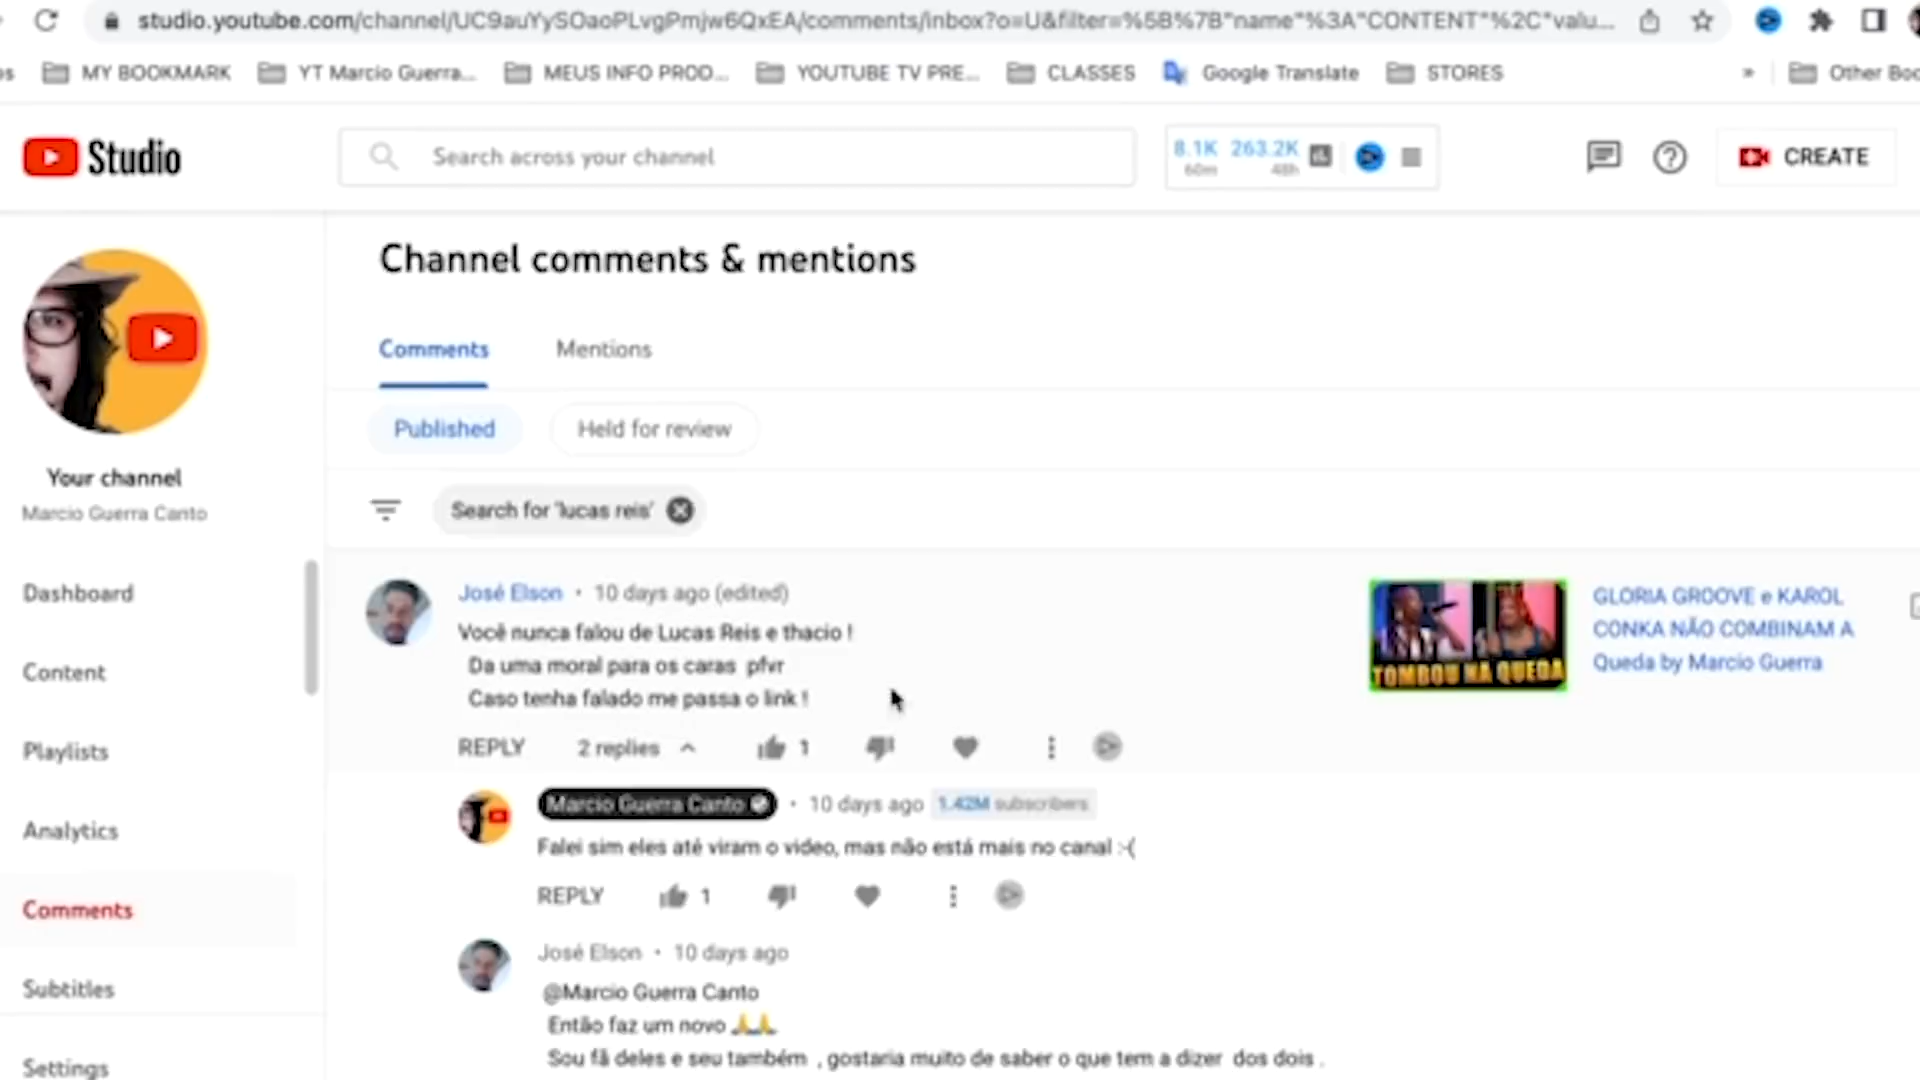 studio.youtube.com/channel/UC9auYySOaoPLvgPmjw6QxEA/comments/inbox?o=U&filter=%5B%7B"name"%3A"CONTENT"%2C"valu...
MY BOOKMARK
YT Marcio Guerra...
MEUS INFO PROD...
YOUTUBE TV PRE...
CLASSES
Google Translate
STORES
»
Other Boo
Studio
Search across your channel
8.1K 263.2K
60m 48h
CREATE
Channel comments & mentions
Comments Mentions
Published Held for review
Search for 'lucas reis'
Your channel
Marcio Guerra Canto
Dashboard
Content
Playlists
Analytics
Comments
Subtitles
Settings
José Elson • 10 days ago (edited)
Você nunca falou de Lucas Reis e thacio !
Da uma moral para os caras pfvr
Caso tenha falado me passa o link !
REPLY 2 replies 1
TOMBOU NA QUEDA
GLORIA GROOVE e KAROL
CONKA NÃO COMBINAM A
Queda by Marcio Guerra
Marcio Guerra Canto • 10 days ago 1.42M subscribers
Falei sim eles até viram o video, mas não está mais no canal :-(
REPLY 1
José Elson • 10 days ago
@Marcio Guerra Canto
Então faz um novo 🙏🙏
Sou fã deles e seu também , gostaria muito de saber o que tem a dizer dos dois .